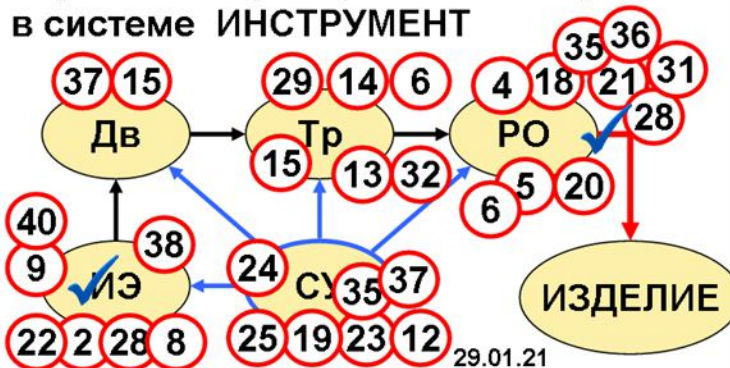 в системе ИНСТРУМЕНТ
35 36
37 15 29 14 6 4 18 21 31
28
Дв Тр РО
15 13 32 5 20
6
40
9 38 24 37
ИЭ СУ 35 ИЗДЕЛИЕ
22 2 28 8 25 19 23 12
29.01.21